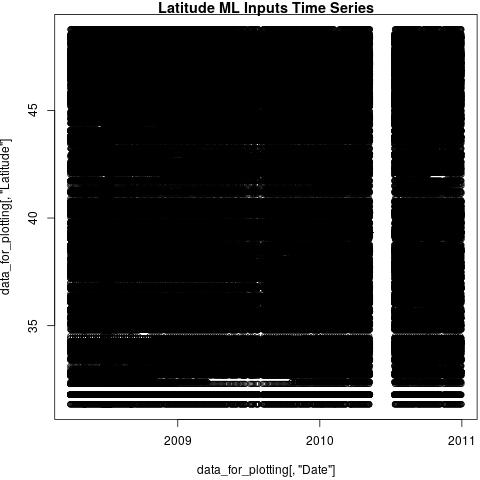 Latitude ML Inputs Time Series
data_for_plotting[, "Latitude"]
45
40
35
2009
2010
2011
data_for_plotting[, "Date"]